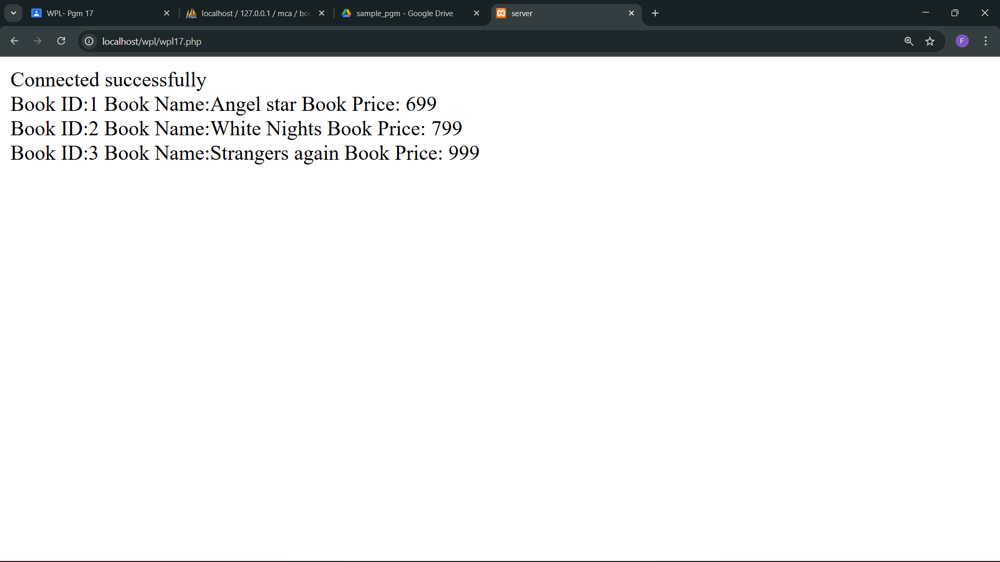 WPL- Pgm 17
localhost / 127.0.0.1 / mca / boo
sample_pgm - Google Drive
server
localhost/wpl/wpl17.php
F
Connected successfully
Book ID:1 Book Name:Angel star Book Price: 699
Book ID:2 Book Name:White Nights Book Price: 799
Book ID:3 Book Name:Strangers again Book Price: 999